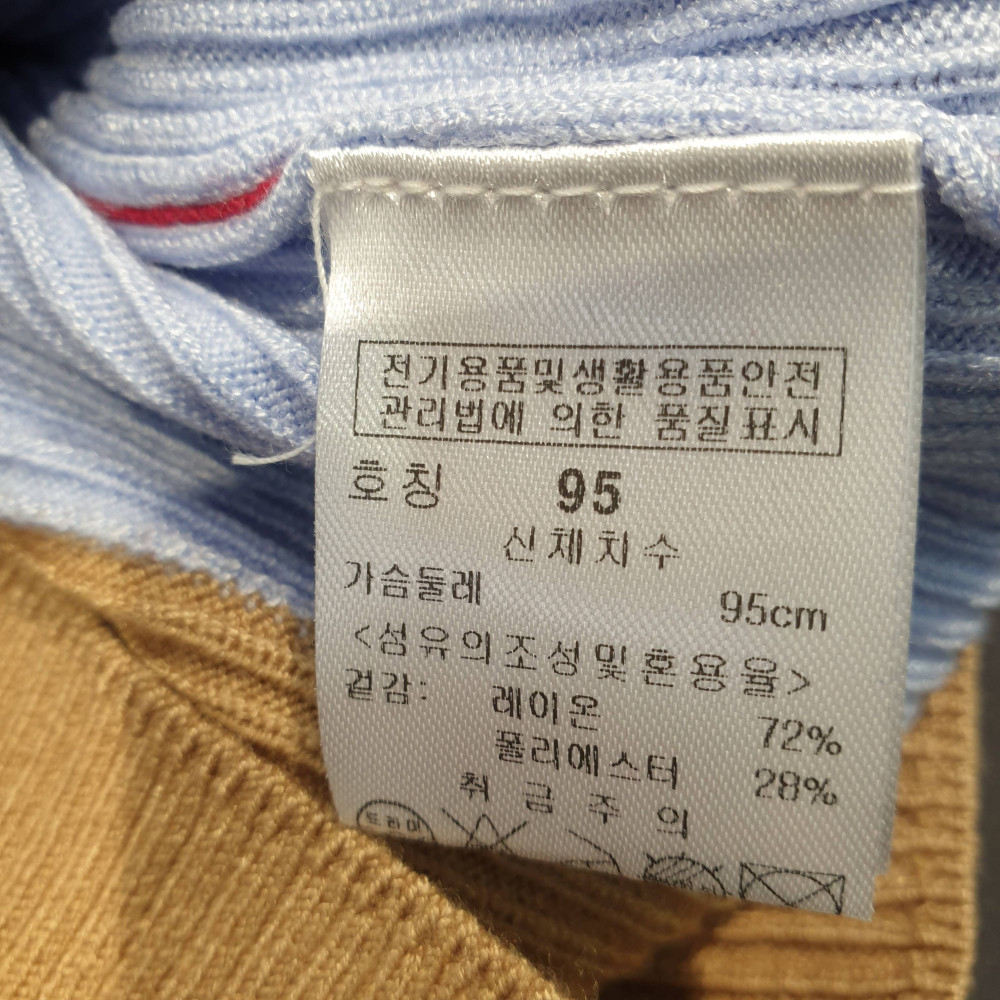 전기용품및생활용품안전
관리법에 의한 품질표시
호칭 95
신체치수
가슴둘레 95cm
<섬유의조성및혼용율>
겉감: 레이온 72%
폴리에스터 28%
취급주의
드라이